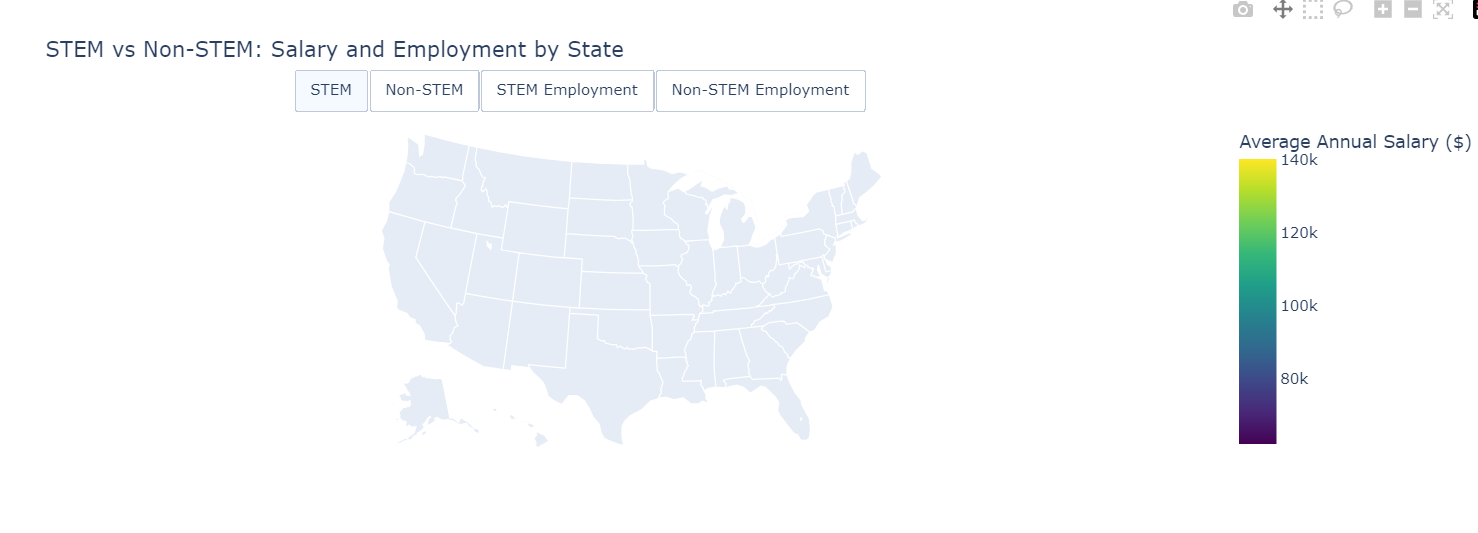 STEM vs Non-STEM: Salary and Employment by State
STEM
Non-STEM
STEM Employment
Non-STEM Employment
Average Annual Salary ($)
140k
120k
100k
80k